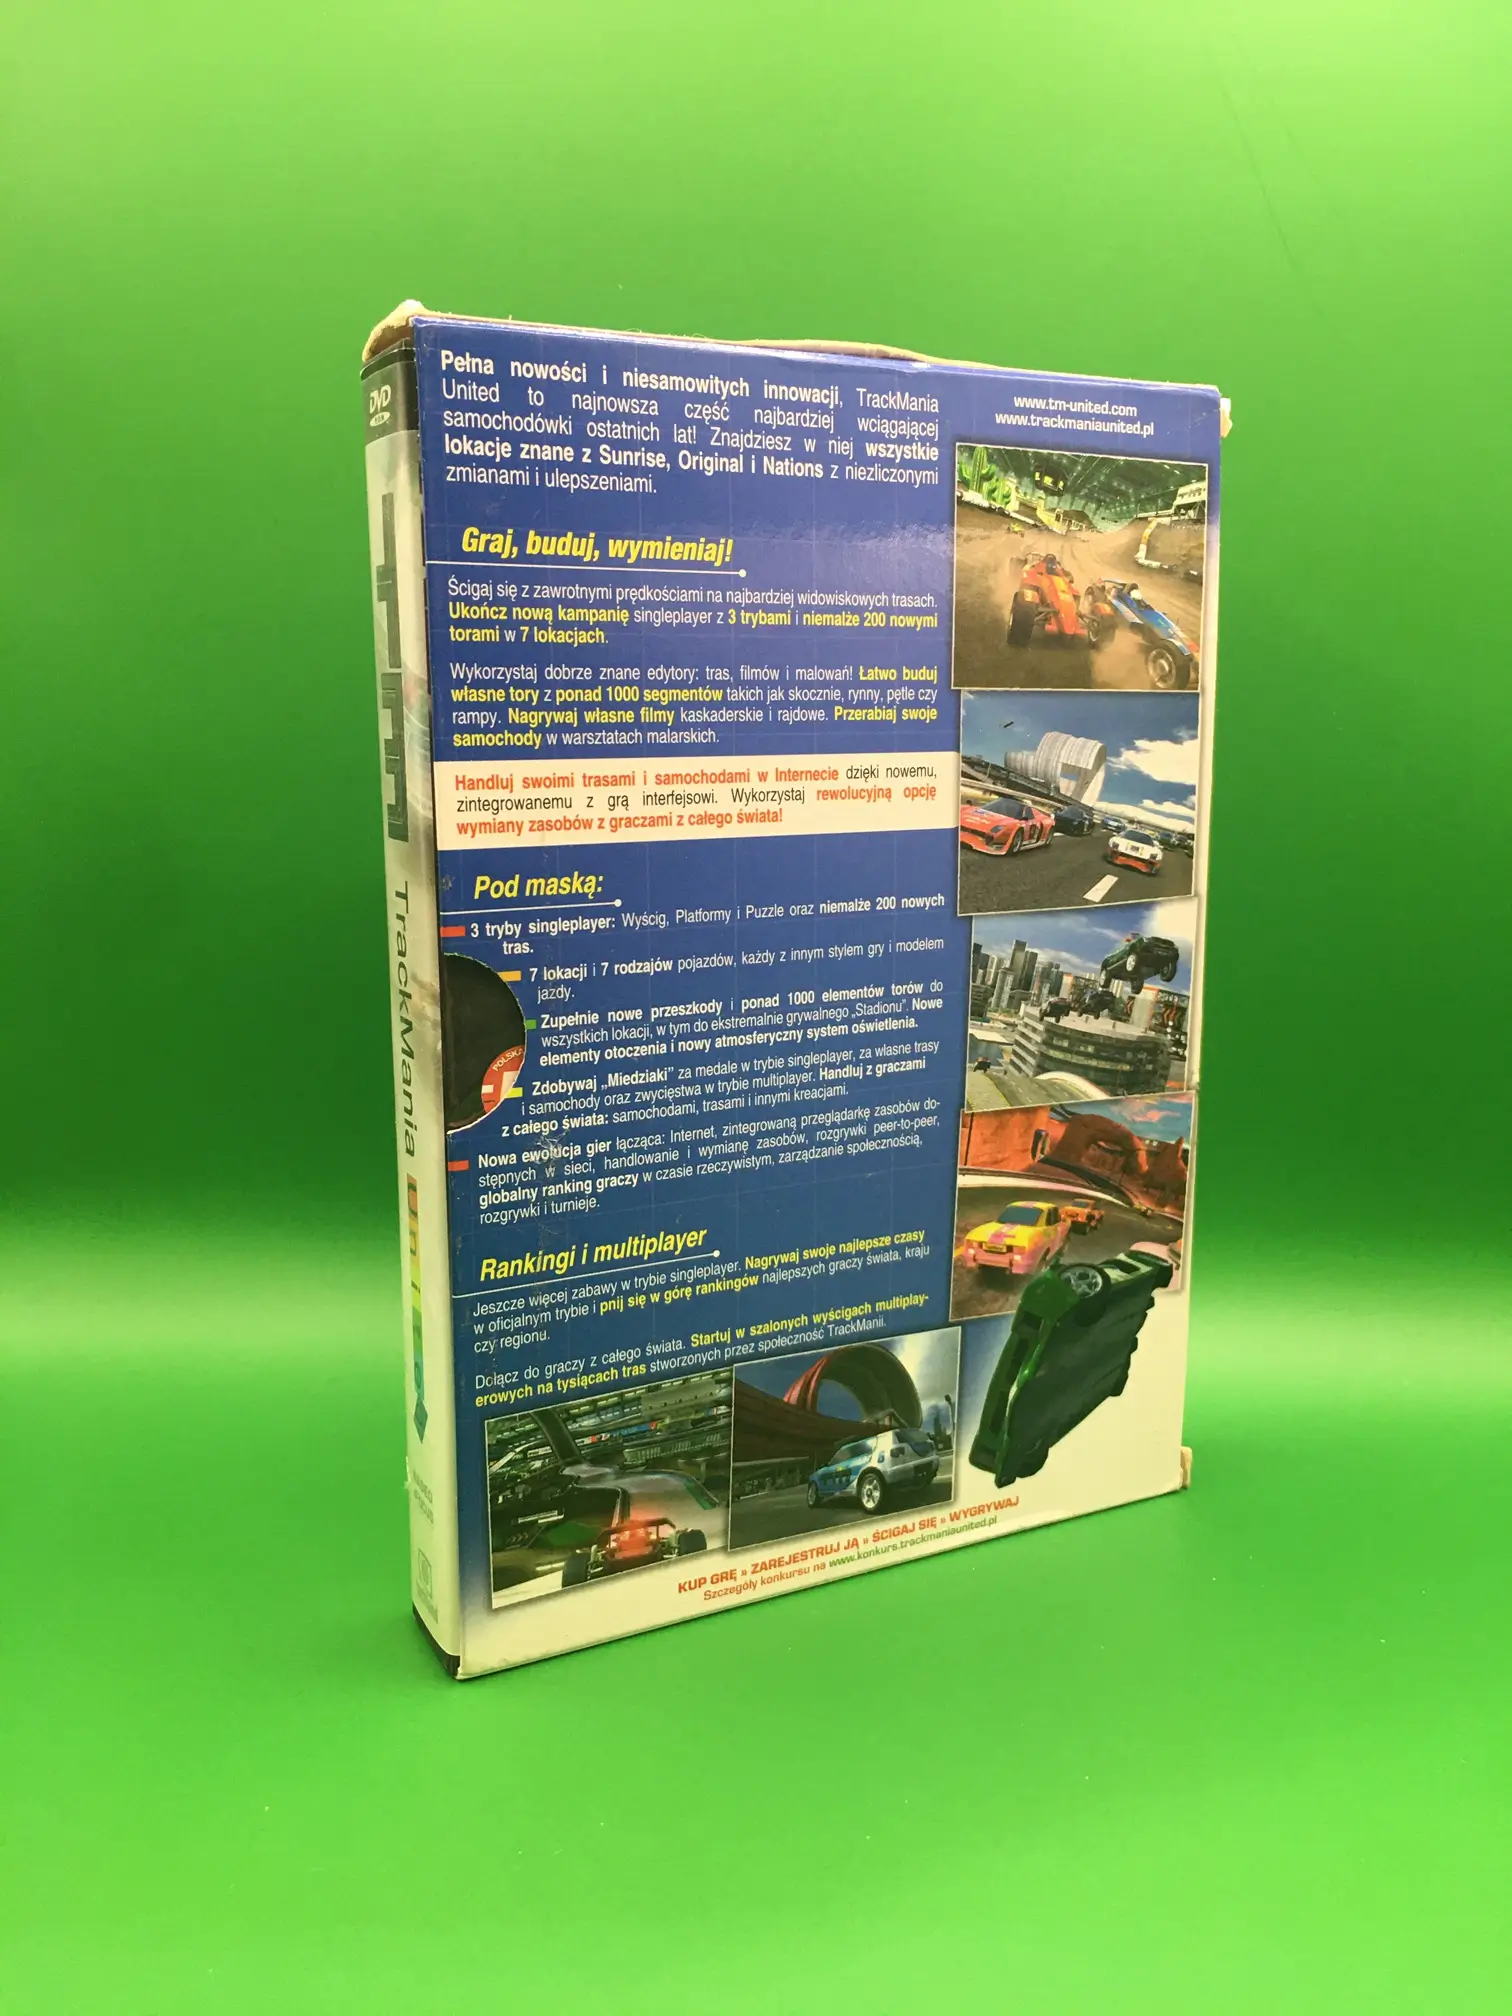 Pełna nowości i niesamowitych innowacji, TrackMania
United to najnowsza część najbardziej wciągającej
samochodówki ostatnich lat! Znajdziesz w niej wszystkie
lokacje znane z Sunrise, Original i Nations z niezliczonymi
zmianami i ulepszeniami.
www.tm-united.com
www.trackmaniaunited.pl
Graj, buduj, wymieniaj!
Ścigaj się z zawrotnymi prędkościami na najbardziej widowiskowych trasach.
Ukończ nową kampanię singleplayer z 3 trybami i niemalże 200 nowymi
torami w 7 lokacjach.
Wykorzystaj dobrze znane edytory: tras, filmów i malowań! Łatwo buduj
własne tory z ponad 1000 segmentów takich jak skocznie, rynny, pętle czy
rampy. Nagrywaj własne filmy kaskaderskie i rajdowe. Przerabiaj swoje
samochody w warsztatach malarskich.
Handluj swoimi trasami i samochodami w Internecie dzięki nowemu,
zintegrowanemu z grą interfejsowi. Wykorzystaj rewolucyjną opcję
wymiany zasobów z graczami z całego świata!
Pod maską:
3 tryby singleplayer: Wyścig, Platformy i Puzzle oraz niemalże 200 nowych
tras.
7 lokacji i 7 rodzajów pojazdów, każdy z innym stylem gry i modelem
jazdy.
Zupełnie nowe przeszkody i ponad 1000 elementów torów do
wszystkich lokacji, w tym do ekstremalnie grywalnego „Stadionu". Nowe
elementy otoczenia i nowy atmosferyczny system oświetlenia.
Zdobywaj „Miedziaki" za medale w trybie singleplayer, za własne trasy
i samochody oraz zwycięstwa w trybie multiplayer. Handluj z graczami
z całego świata: samochodami, trasami i innymi kreacjami.
Nowa ewolucja gier łącząca: Internet, zintegrowaną przeglądarkę zasobów do-
stępnych w sieci, handlowanie i wymianę zasobów, rozgrywki peer-to-peer,
globalny ranking graczy w czasie rzeczywistym, zarządzanie społecznością,
rozgrywki i turnieje.
Rankingi i multiplayer
Jeszcze więcej zabawy w trybie singleplayer. Nagrywaj swoje najlepsze czasy
w oficjalnym trybie i pnij się w górę rankingów najlepszych graczy świata, kraju
czy regionu.
Dołącz do graczy z całego świata. Startuj w szalonych wyścigach multiplay-
erowych na tysiącach tras stworzonych przez społeczność TrackManii.
KUP GRĘ » ZAREJESTRUJ JĄ » ŚCIGAJ SIĘ » WYGRYWAJ
Szczegóły konkursu na www.konkurs.trackmaniaunited.pl
POLSKA
DVD
TM
TrackMania United